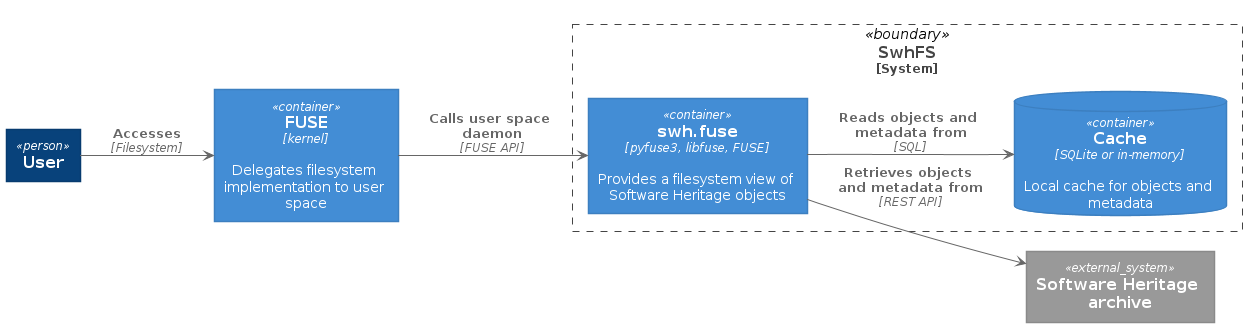 «person»
User
Accesses
[Filesystem]
«container»
FUSE
[kernel]
Delegates filesystem
implementation to user
space
Calls user space
daemon
[FUSE API]
«boundary»
SwhFS
[System]
«container»
swh.fuse
[pyfuse3, libfuse, FUSE]
Provides a filesystem view of
Software Heritage objects
Reads objects and
metadata from
[SQL]
Retrieves objects
and metadata from
[REST API]
«container»
Cache
[SQLite or in-memory]
Local cache for objects and
metadata
«external_system»
Software Heritage
archive